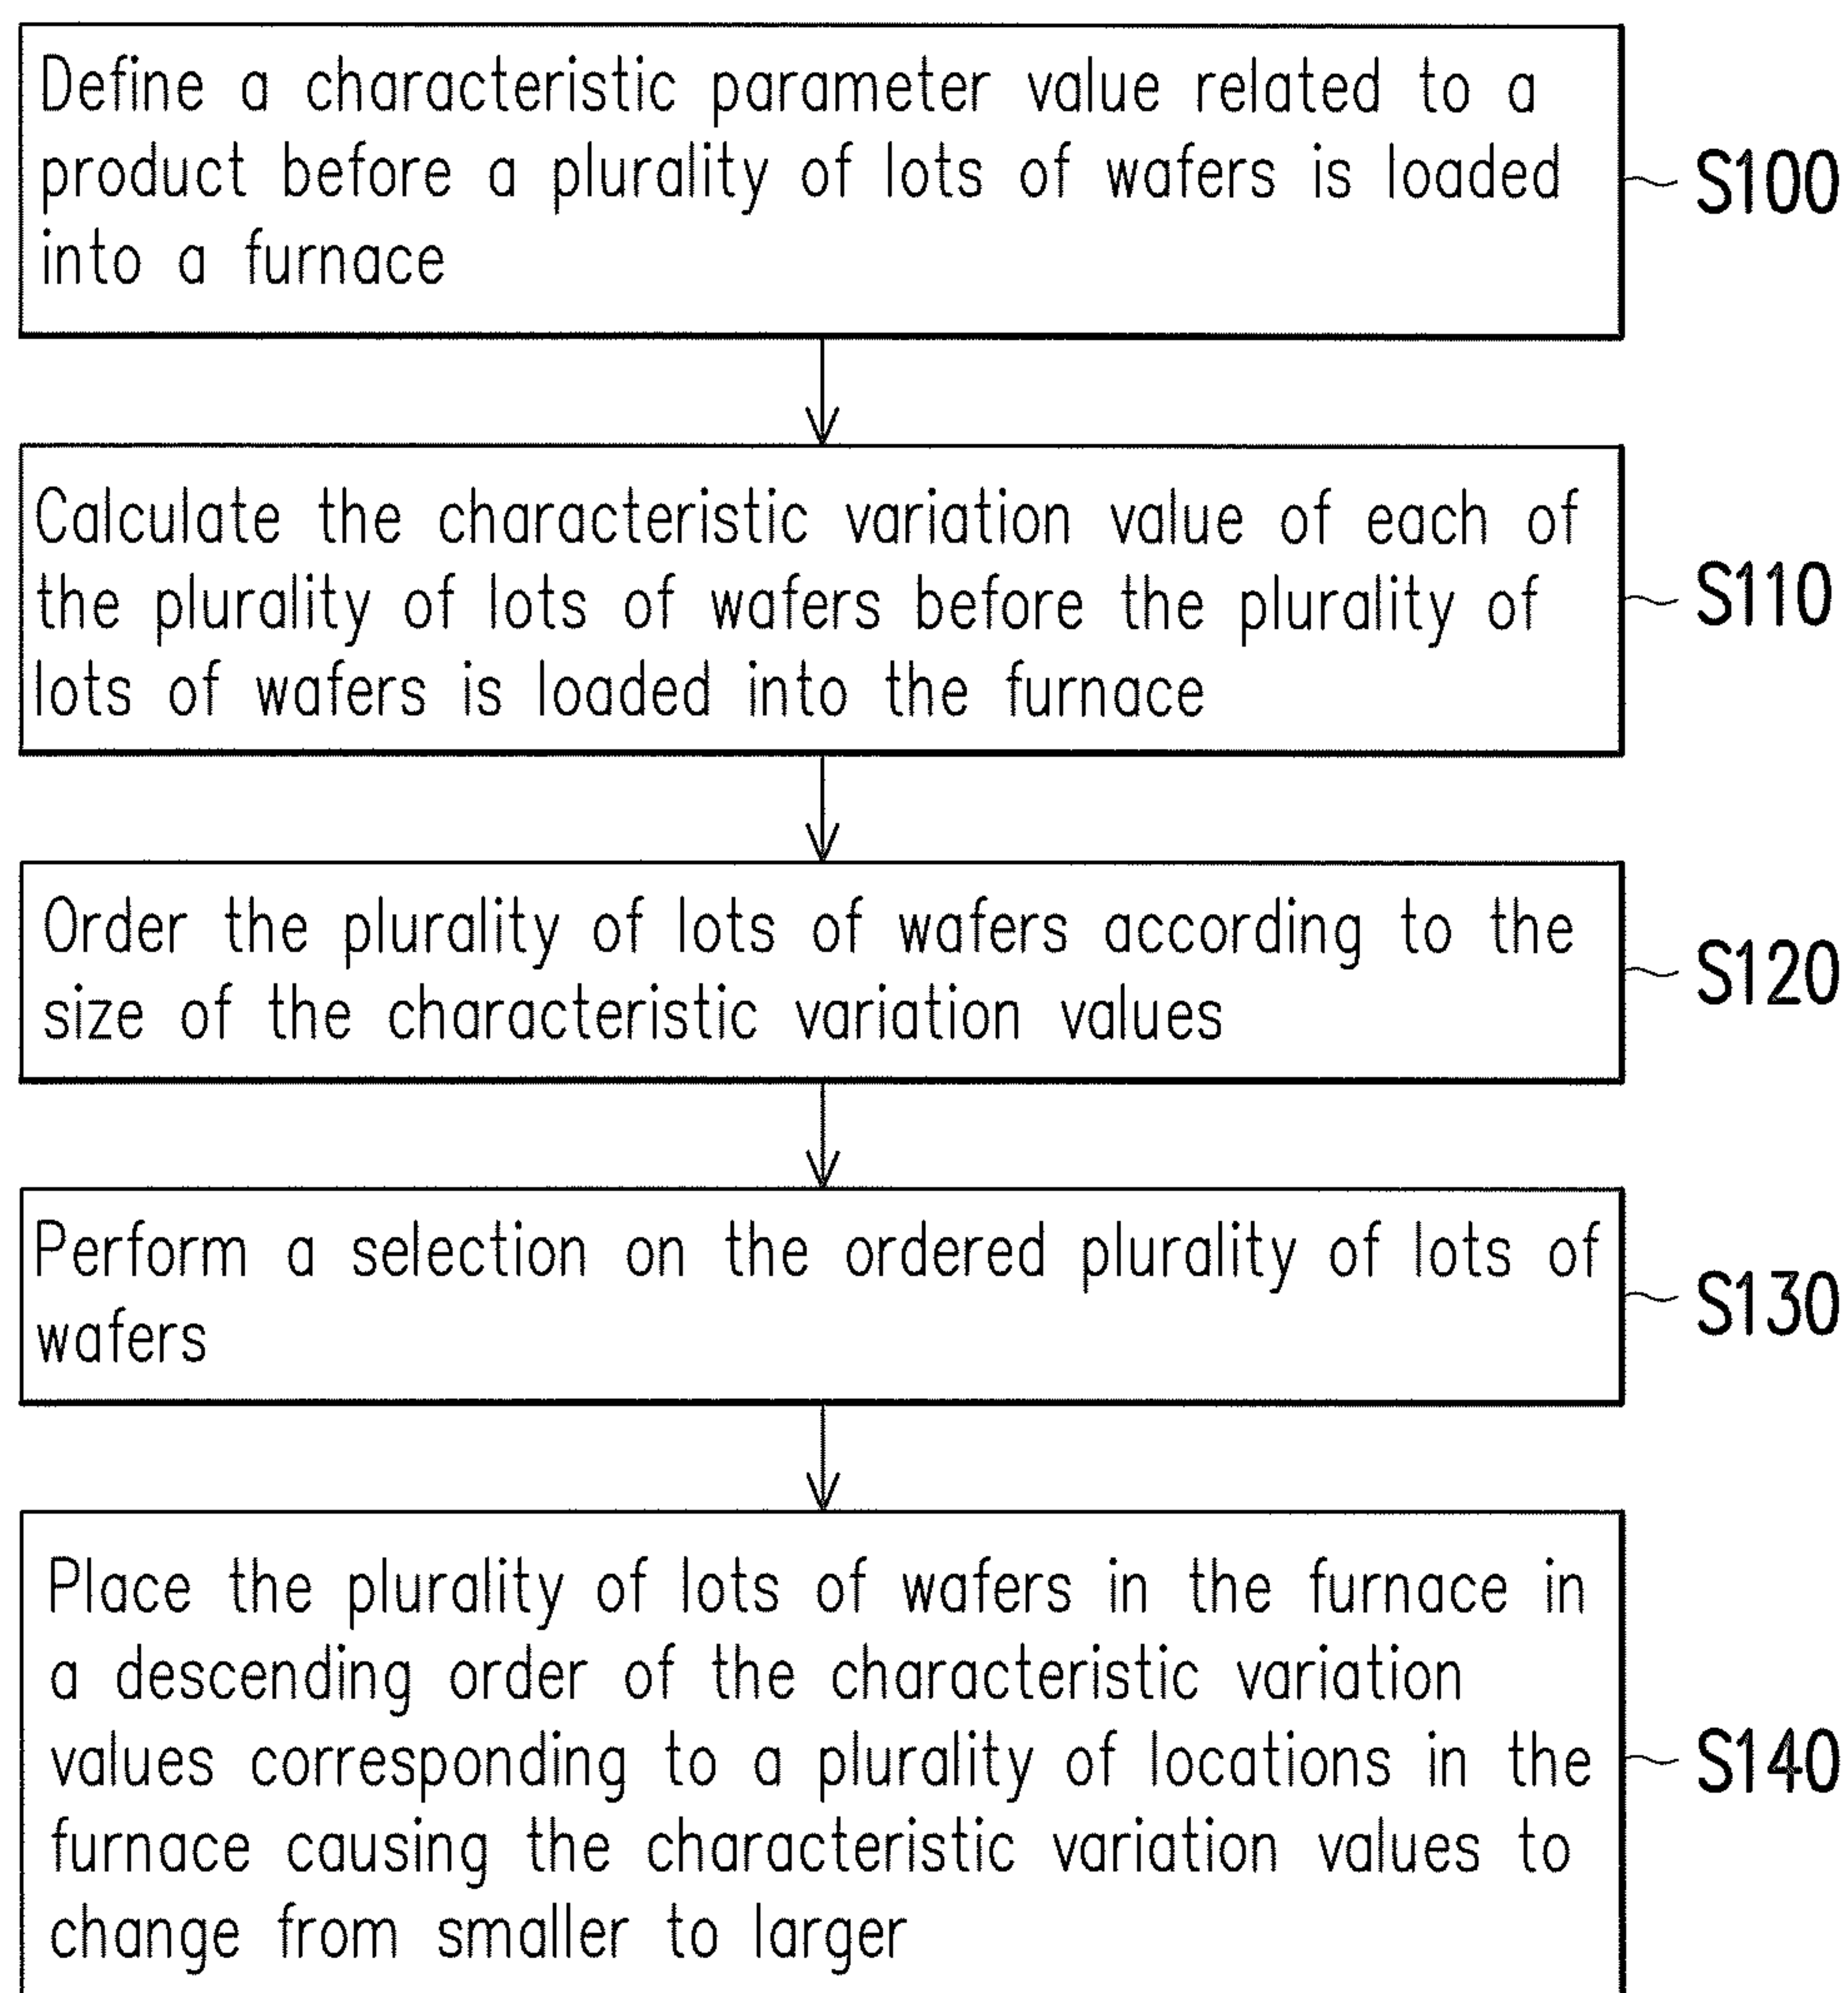 Define a characteristic parameter value related to a
product before a plurality of lots of wafers is loaded
into a furnace
S100
Calculate the characteristic variation value of each of
the plurality of lots of wafers before the plurality of
lots of wafers is loaded into the furnace
S110
Order the plurality of lots of wafers according to the
size of the characteristic variation values
S120
Perform a selection on the ordered plurality of lots of
wafers
S130
Place the plurality of lots of wafers in the furnace in
a descending order of the characteristic variation
values corresponding to a plurality of locations in the
furnace causing the characteristic variation values to
change from smaller to larger
S140